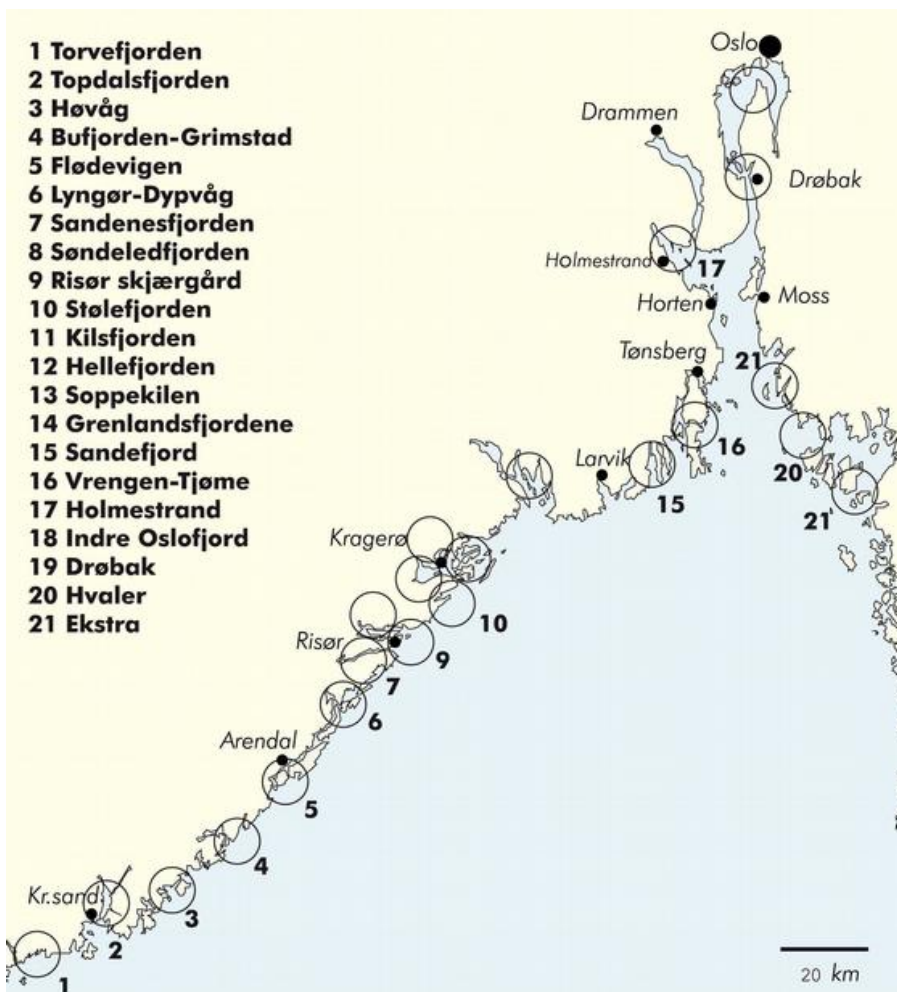 1 Torvefjorden
2 Topdalsfjorden
3 Høvåg
4 Bufjorden-Grimstad
5 Flødevigen
6 Lyngør-Dypvåg
7 Sandenesfjorden
8 Søndeledfjorden
9 Risør skjærgård
10 Stølefjorden
11 Kilsfjorden
12 Hellefjorden
13 Soppekilen
14 Grenlandsfjordene
15 Sandefjord
16 Vrengen-Tjøme
17 Holmestrand
18 Indre Oslofjord
19 Drøbak
20 Hvaler
21 Ekstra
Oslo
Drammen
Drøbak
Holmestrand
17
Horten
Moss
Tønsberg
21
16
20
Larvik
15
21
Kragerø
10
Risør
9
7
6
Arendal
5
4
Kr.sand
3
2
1
20 km